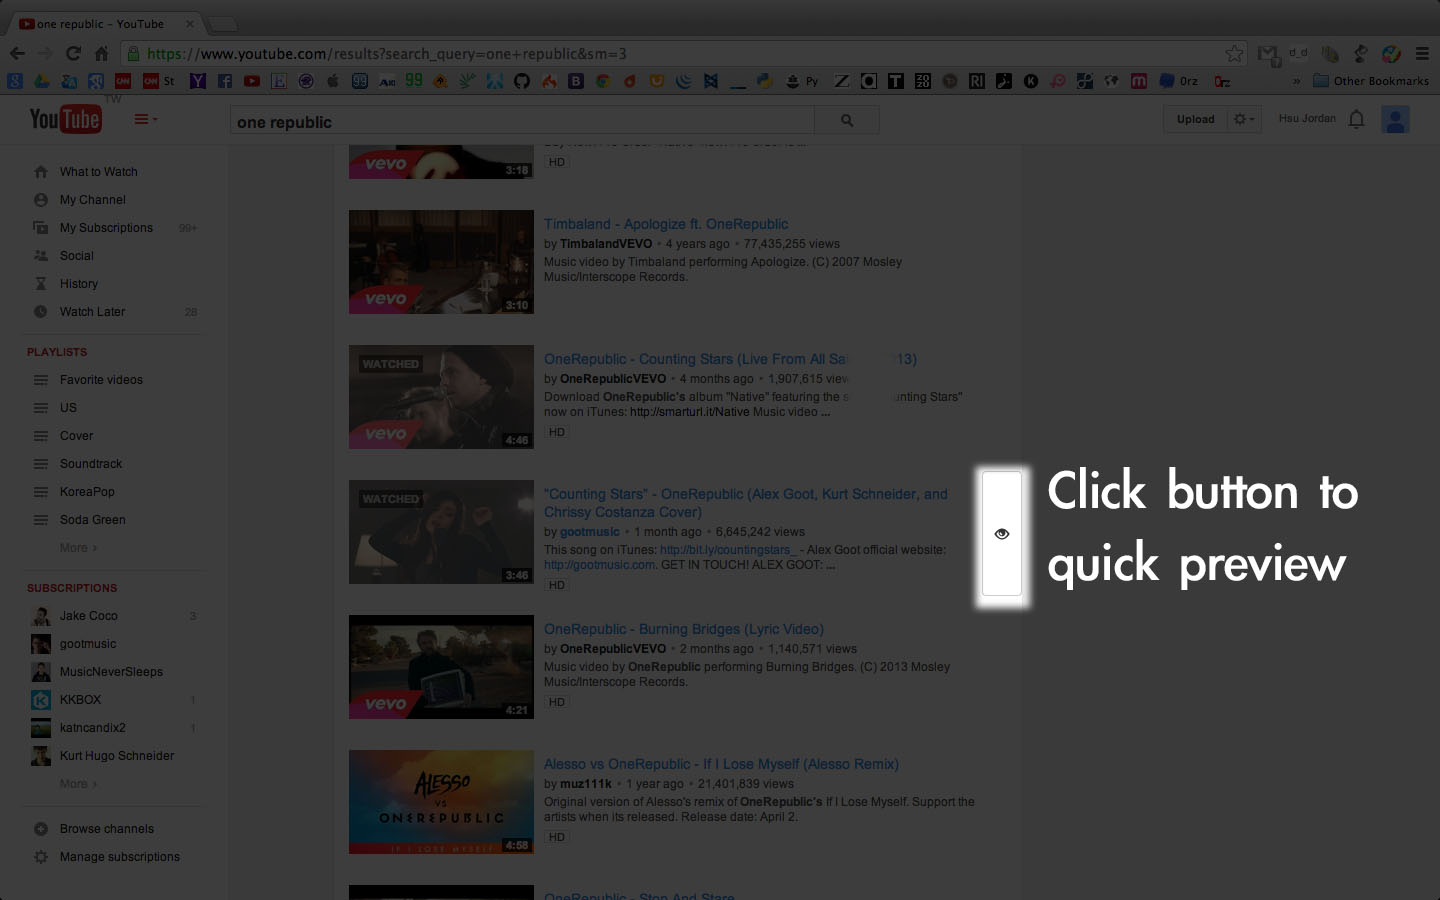 one republic - YouTube
https://www.youtube.com/results?search_query=one+republic&sm=3
CNN
CNN St
99
AKI
99
Py
ZO
20
RI
0rz
» Other Bookmarks
YouTube TW
one republic
Upload
Hsu Jordan
What to Watch
My Channel
My Subscriptions 99+
Social
History
Watch Later 28
PLAYLISTS
Favorite videos
US
Cover
Soundtrack
KoreaPop
Soda Green
More ›
SUBSCRIPTIONS
Jake Coco 3
gootmusic
MusicNeverSleeps
KKBOX 1
katncandix2 1
Kurt Hugo Schneider
More ›
Browse channels
Manage subscriptions
vevo
3:18
HD
vevo
3:10
Timbaland - Apologize ft. OneRepublic
by TimbalandVEVO • 4 years ago • 77,435,255 views
Music video by Timbaland performing Apologize. (C) 2007 Mosley
Music/Interscope Records.
WATCHED
vevo
4:46
OneRepublic - Counting Stars (Live From All Sa 13)
by OneRepublicVEVO • 4 months ago • 1,907,615 view
Download OneRepublic's album "Native" featuring the s unting Stars"
now on iTunes: http://smarturl.it/Native Music video ...
HD
WATCHED
3:46
"Counting Stars" - OneRepublic (Alex Goot, Kurt Schneider, and
Chrissy Costanza Cover)
by gootmusic • 1 month ago • 6,645,242 views
This song on iTunes: http://bit.ly/countingstars_ - Alex Goot official website:
http://gootmusic.com. GET IN TOUCH! ALEX GOOT: ...
HD
Click button to
quick preview
vevo
4:21
OneRepublic - Burning Bridges (Lyric Video)
by OneRepublicVEVO • 2 months ago • 1,140,571 views
Music video by OneRepublic performing Burning Bridges. (C) 2013 Mosley
Music/Interscope Records.
HD
ALESSO
VS
ONEREPUBLIC
IF I LOSE MYSELF
4:58
Alesso vs OneRepublic - If I Lose Myself (Alesso Remix)
by muz111k • 1 year ago • 21,401,839 views
Original version of Alesso's remix of OneRepublic's If I Lose Myself. Support the
artists when its released. Release date: April 2.
HD
OneRepublic - Stop And Stare